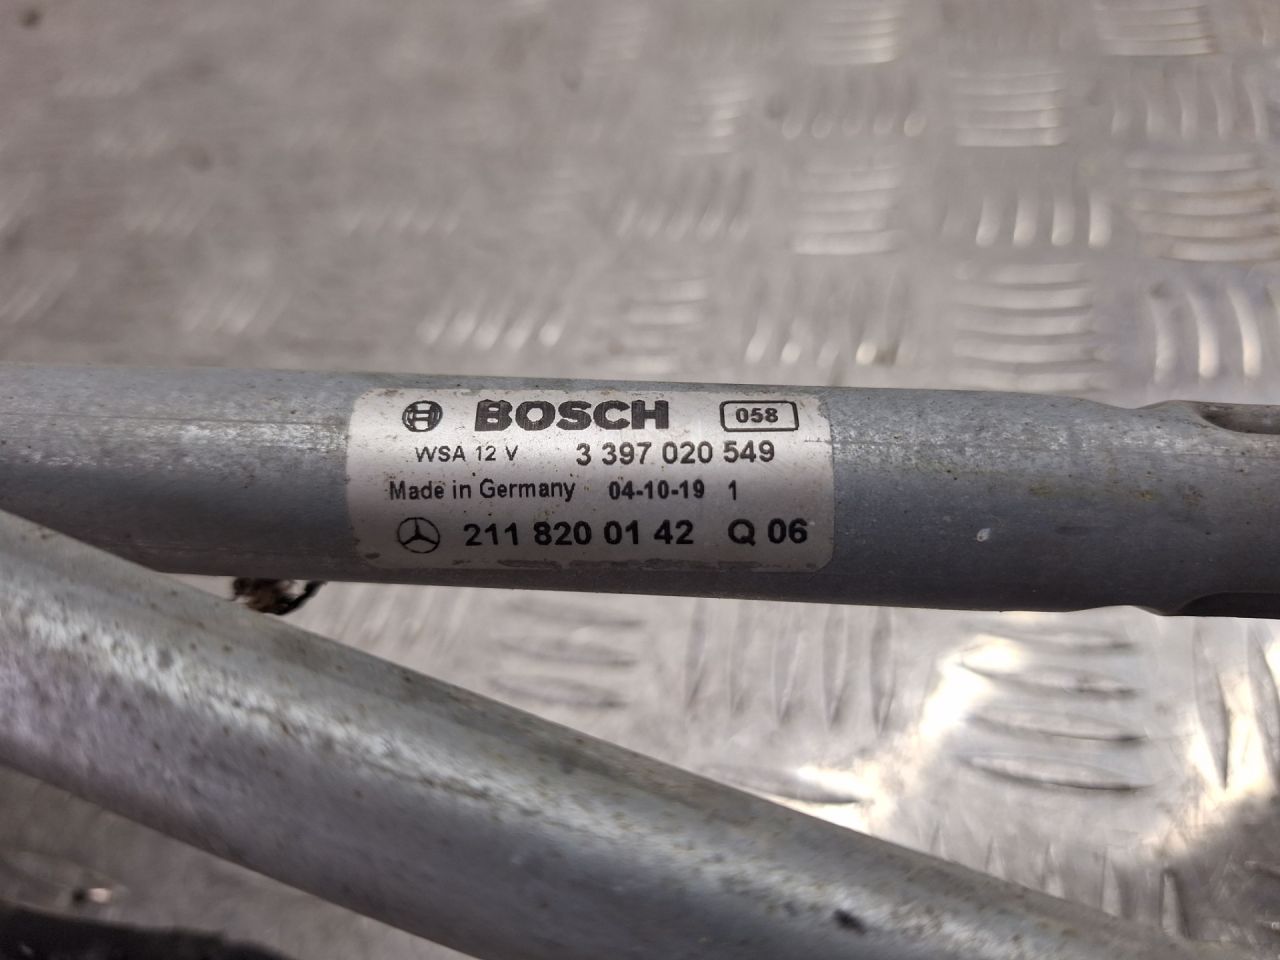 BOSCH 058
WSA 12 V 3 397 020 549
Made in Germany 04-10-19 1
211 820 01 42 Q 06